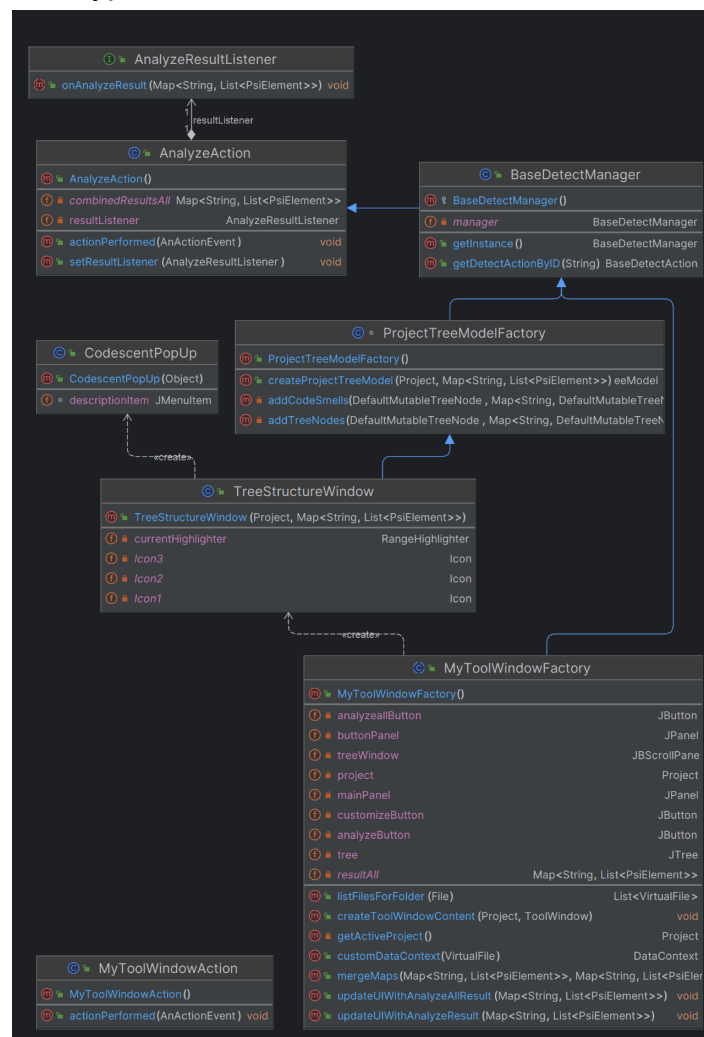 AnalyzeResultListener
onAnalyzeResult(Map<String, List<PsiElement>>) void
1
resultListener
1
AnalyzeAction
AnalyzeAction()
combinedResultsAll Map<String, List<PsiElement>>
resultListener AnalyzeResultListener
actionPerformed(AnActionEvent) void
setResultListener(AnalyzeResultListener) void
BaseDetectManager
BaseDetectManager()
manager BaseDetectManager
getInstance() BaseDetectManager
getDetectActionByID(String) BaseDetectAction
ProjectTreeModelFactory
ProjectTreeModelFactory()
createProjectTreeModel(Project, Map<String, List<PsiElement>>) eeModel
addCodeSmells(DefaultMutableTreeNode, Map<String, DefaultMutableTreeN
addTreeNodes(DefaultMutableTreeNode, Map<String, DefaultMutableTreeN
CodescentPopUp
CodescentPopUp(Object)
descriptionItem JMenuItem
«create»
TreeStructureWindow
TreeStructureWindow(Project, Map<String, List<PsiElement>>)
currentHighlighter RangeHighlighter
Icon3 Icon
Icon2 Icon
Icon1 Icon
«create»
MyToolWindowFactory
MyToolWindowFactory()
analyzeallButton JButton
buttonPanel JPanel
treeWindow JBScrollPane
project Project
mainPanel JPanel
customizeButton JButton
analyzeButton JButton
tree JTree
resultAll Map<String, List<PsiElement>>
listFilesForFolder(File) List<VirtualFile>
createToolWindowContent(Project, ToolWindow) void
getActiveProject() Project
customDataContext(VirtualFile) DataContext
mergeMaps(Map<String, List<PsiElement>>, Map<String, List<PsiElem
updateUIWithAnalyzeAllResult(Map<String, List<PsiElement>>) void
updateUIWithAnalyzeResult(Map<String, List<PsiElement>>) void
MyToolWindowAction
MyToolWindowAction()
actionPerformed(AnActionEvent) void